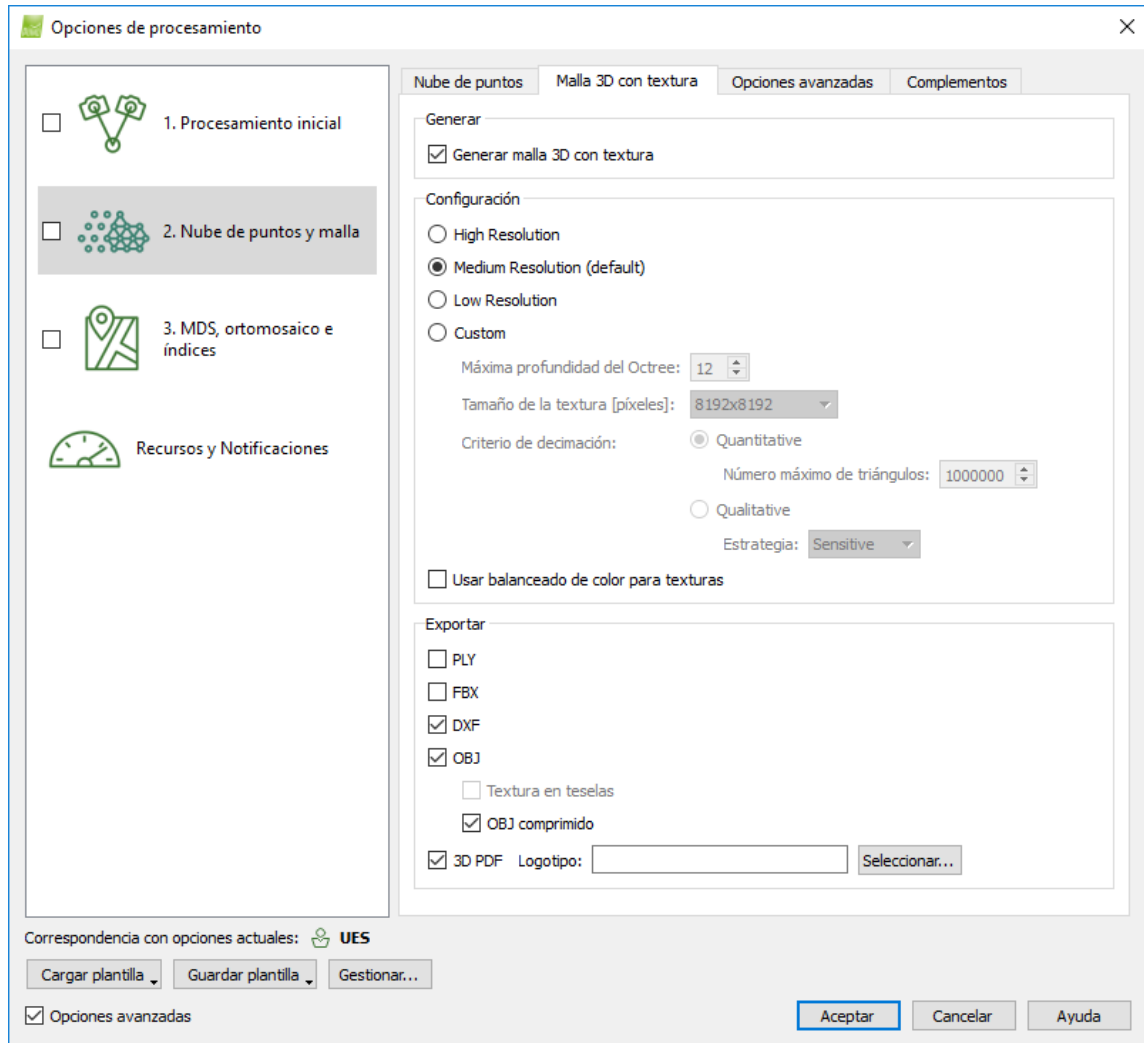 Opciones de procesamiento
1. Procesamiento inicial
2. Nube de puntos y malla
3. MDS, ortomosaico e
índices
Recursos y Notificaciones
Nube de puntos
Malla 3D con textura
Opciones avanzadas
Complementos
Generar
Generar malla 3D con textura
Configuración
High Resolution
Medium Resolution (default)
Low Resolution
Custom
Máxima profundidad del Octree: 12
Tamaño de la textura [píxeles]: 8192x8192
Criterio de decimación: Quantitative
Número máximo de triángulos: 1000000
Qualitative
Estrategia: Sensitive
Usar balanceado de color para texturas
Exportar
PLY
FBX
DXF
OBJ
Textura en teselas
OBJ comprimido
3D PDF Logotipo: Seleccionar...
Correspondencia con opciones actuales: UES
Cargar plantilla Guardar plantilla Gestionar...
Opciones avanzadas
Aceptar Cancelar Ayuda